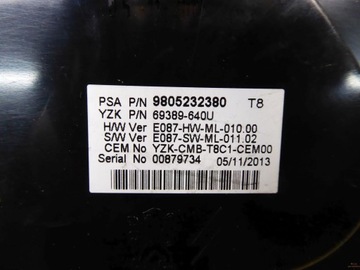 PSA P/N 9805232380 T8
YZK P/N 69389-640U
H/W Ver E087-HW-ML-010.00
S/W Ver E087-SW-ML-011.02
CEM No YZK-CMB-T8C1-CEM00
Serial No 00879734 05/11/2013